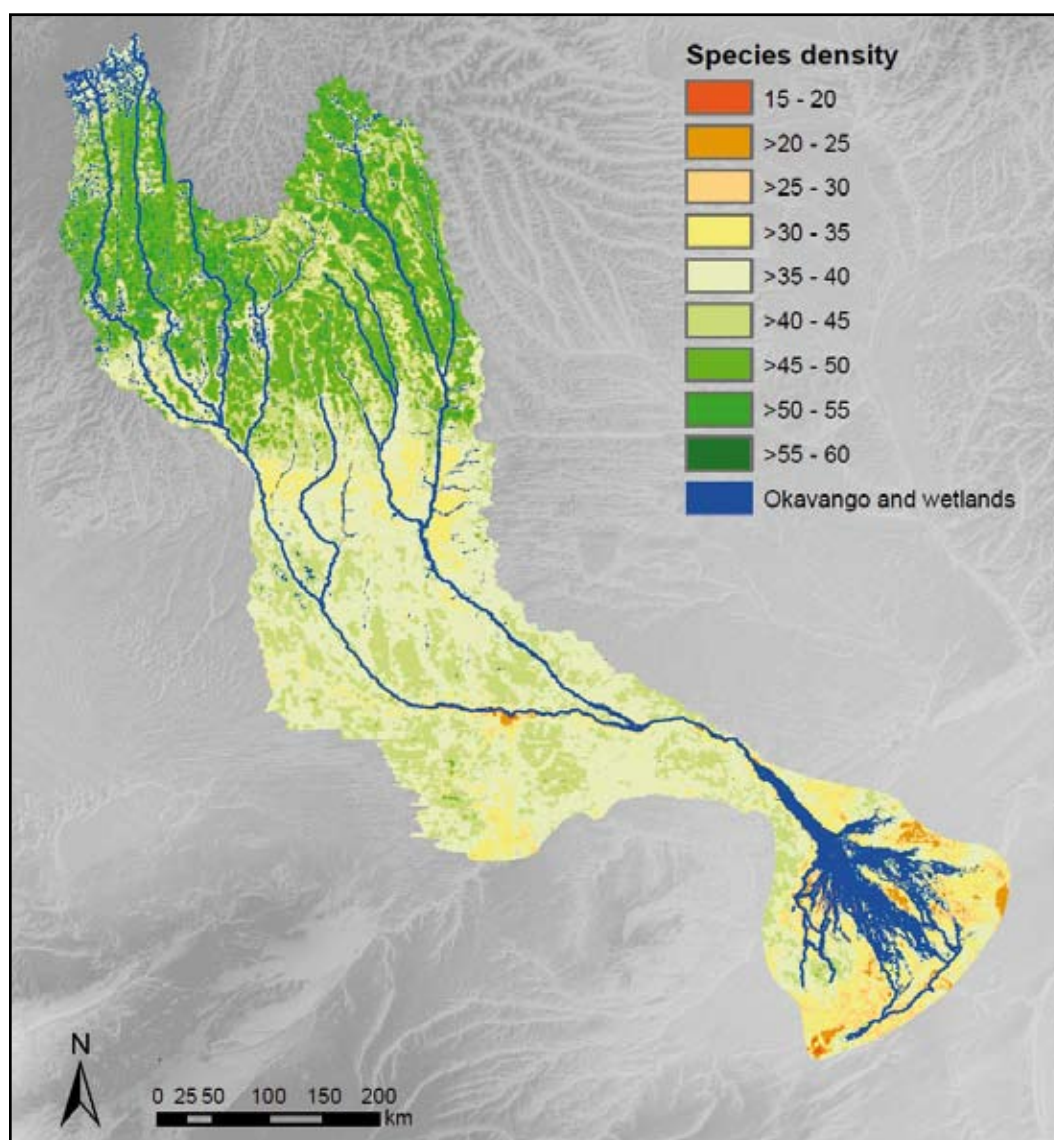 Species density
15 - 20
>20 - 25
>25 - 30
>30 - 35
>35 - 40
>40 - 45
>45 - 50
>50 - 55
>55 - 60
Okavango and wetlands
N
0 25 50 100 150 200
km